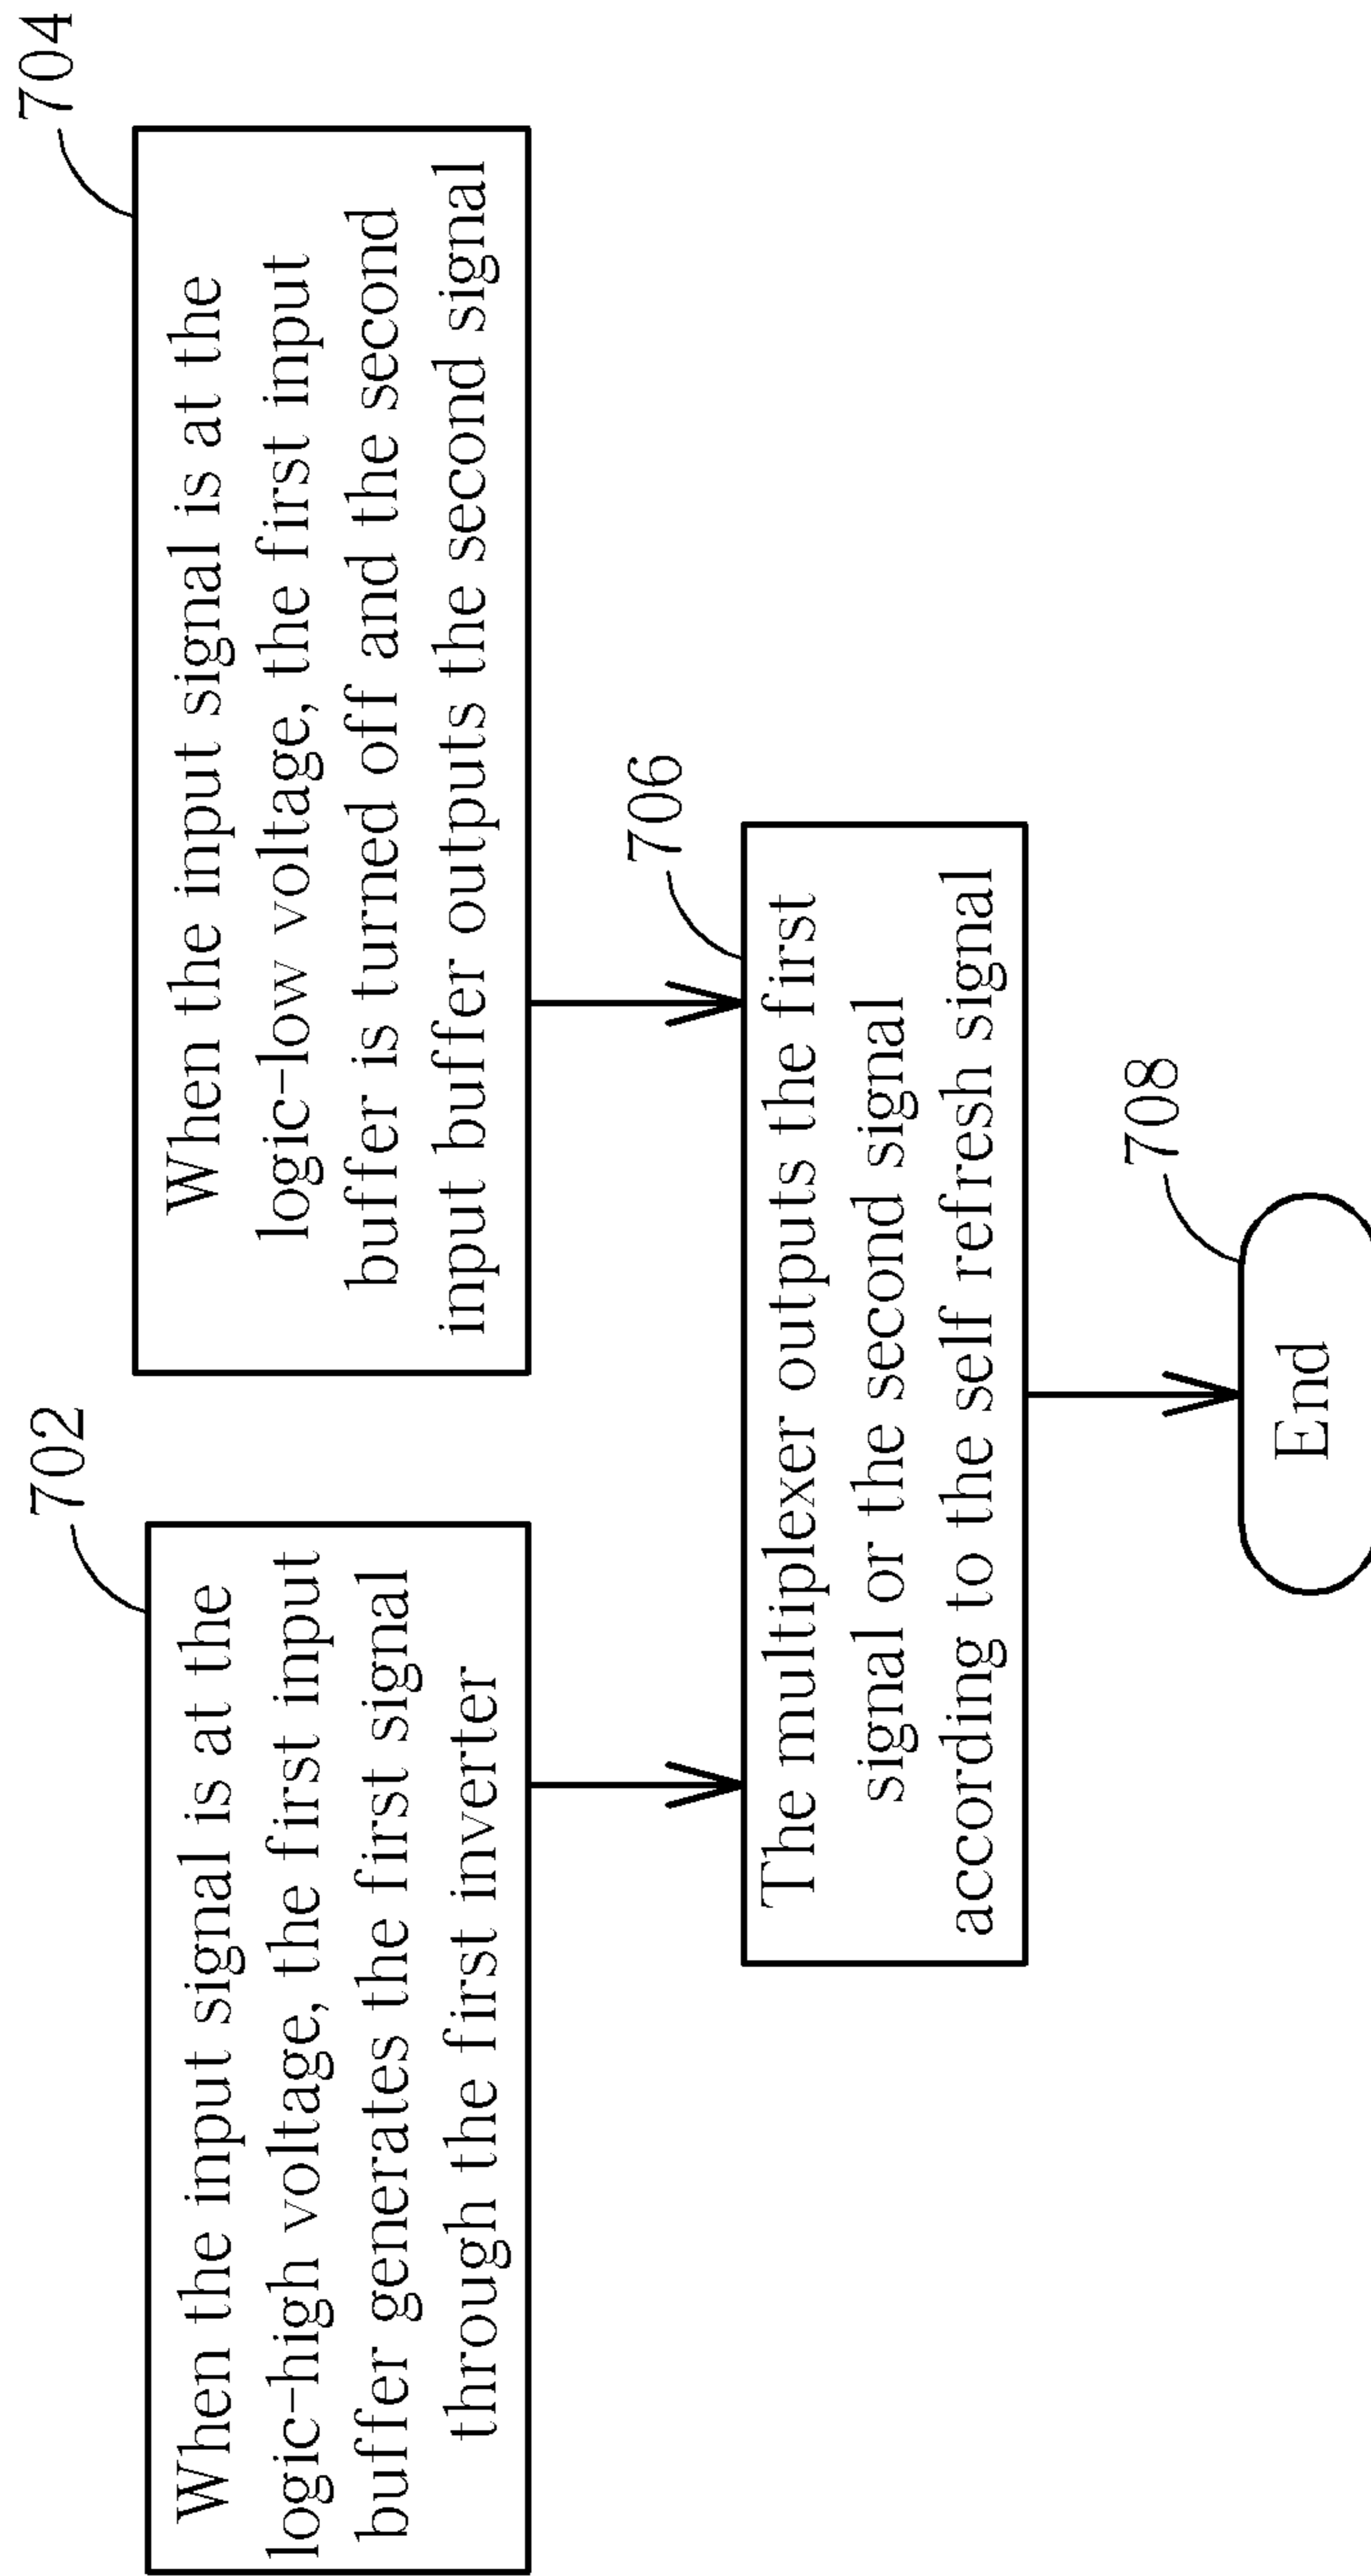 702
When the input signal is at the
logic-high voltage, the first input
buffer generates the first signal
through the first inverter
704
When the input signal is at the
logic-low voltage, the first input
buffer is turned off and the second
input buffer outputs the second signal
706
The multiplexer outputs the first
signal or the second signal
according to the self refresh signal
708
End